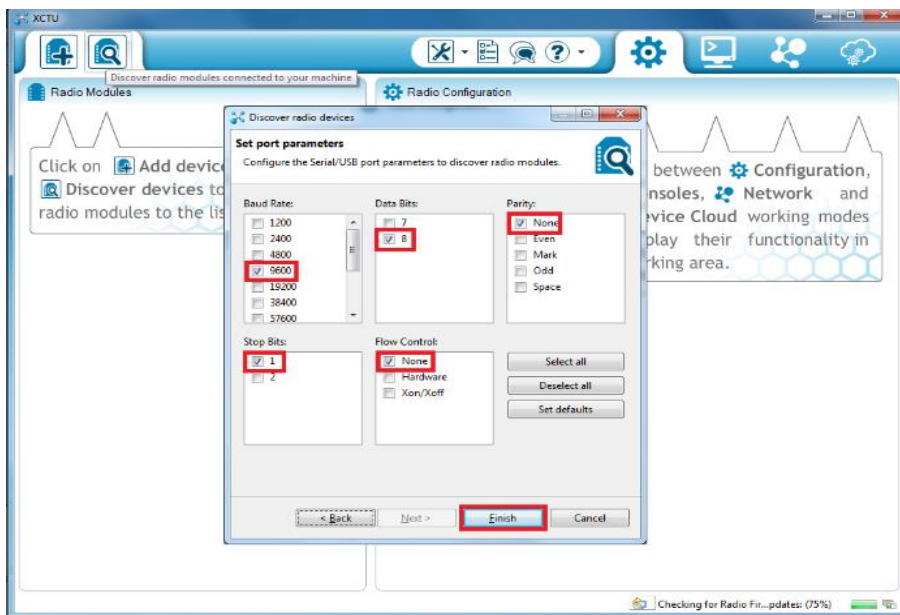 XCTU
Discover radio modules connected to your machine
Radio Modules
Radio Configuration
Click on Add devic
Discover devices to
radio modules to the lis
between Configuration,
nsoles, Network and
vice Cloud working modes
play their functionality in
rking area.
Discover radio devices
Set port parameters
Configure the Serial/USB port parameters to discover radio modules.
Baud Rate:
1200
2400
4800
9600
19200
38400
57600
Data Bits:
7
8
Parity:
None
Even
Mark
Odd
Space
Stop Bits:
1
2
Flow Control:
None
Hardware
Xon/Xoff
Select all
Deselect all
Set defaults
< Back
Next >
Finish
Cancel
Checking for Radio Fir...pdates: (75%)